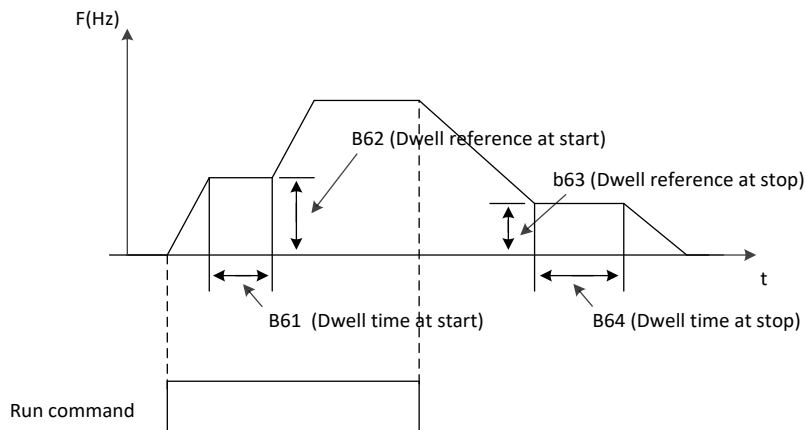 F(Hz)
B62 (Dwell reference at start)
b63 (Dwell reference at stop)
t
B61 (Dwell time at start)
B64 (Dwell time at stop)
Run command